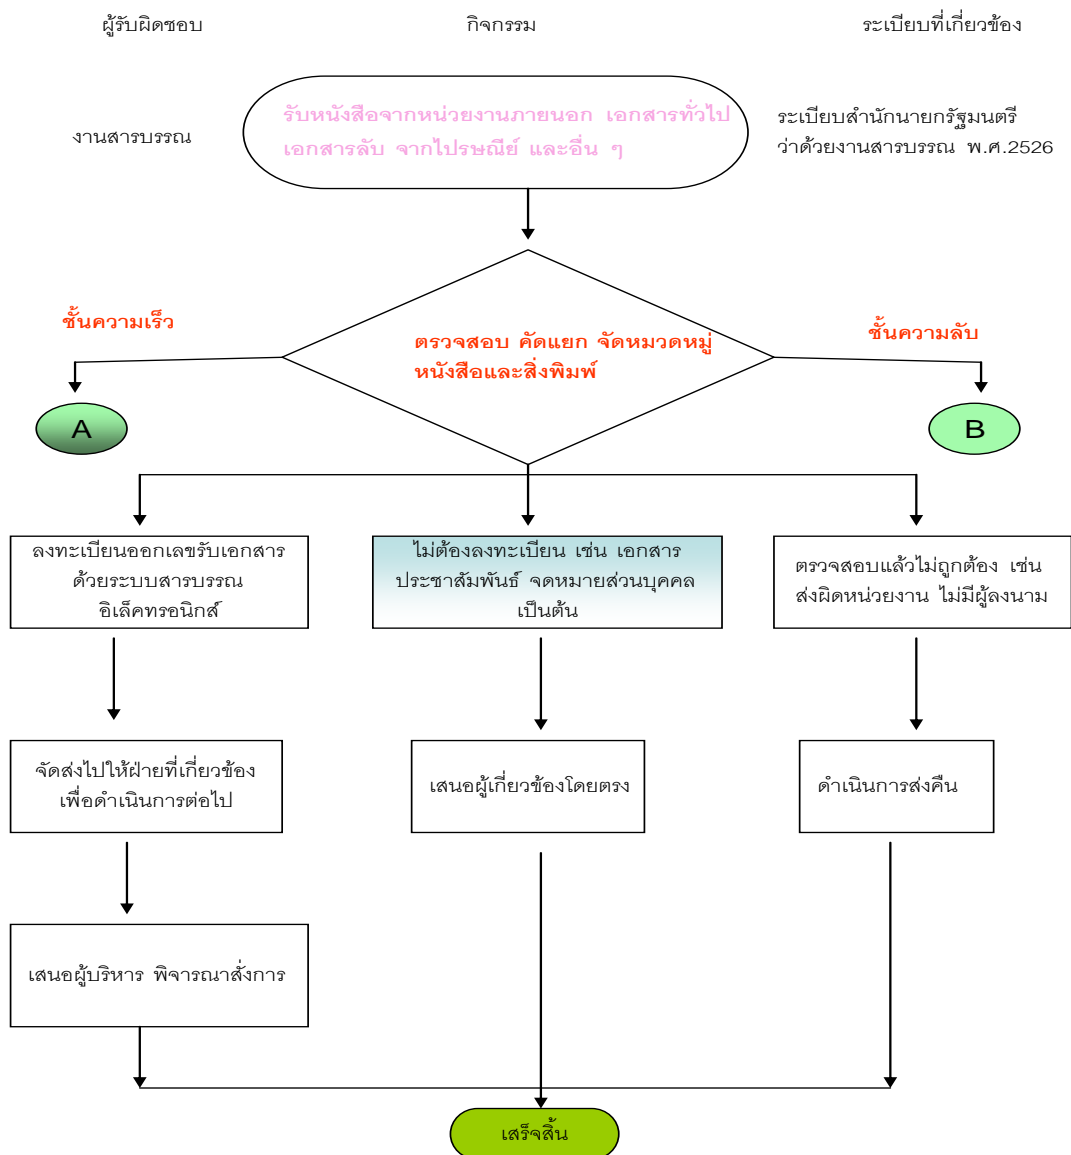 ผู้รับผิดชอบ
กิจกรรม
ระเบียบที่เกี่ยวข้อง
งานสารบรรณ
รับหนังสือจากหน่วยงานภายนอก เอกสารทั่วไป
เอกสารลับ จากไปรษณีย์ และอื่น ๆ
ระเบียบสำนักนายกรัฐมนตรี
ว่าด้วยงานสารบรรณ พ.ศ.2526
ชั้นความเร็ว
ตรวจสอบ คัดแยก จัดหมวดหมู่
หนังสือและสิ่งพิมพ์
ชั้นความลับ
A
B
ลงทะเบียนออกเลขรับเอกสาร
ด้วยระบบสารบรรณ
อิเล็คทรอนิกส์
ไม่ต้องลงทะเบียน เช่น เอกสาร
ประชาสัมพันธ์ จดหมายส่วนบุคคล
เป็นต้น
ตรวจสอบแล้วไม่ถูกต้อง เช่น
ส่งผิดหน่วยงาน ไม่มีผู้ลงนาม
จัดส่งไปให้ฝ่ายที่เกี่ยวข้อง
เพื่อดำเนินการต่อไป
เสนอผู้เกี่ยวข้องโดยตรง
ดำเนินการส่งคืน
เสนอผู้บริหาร พิจารณาสั่งการ
เสร็จสิ้น